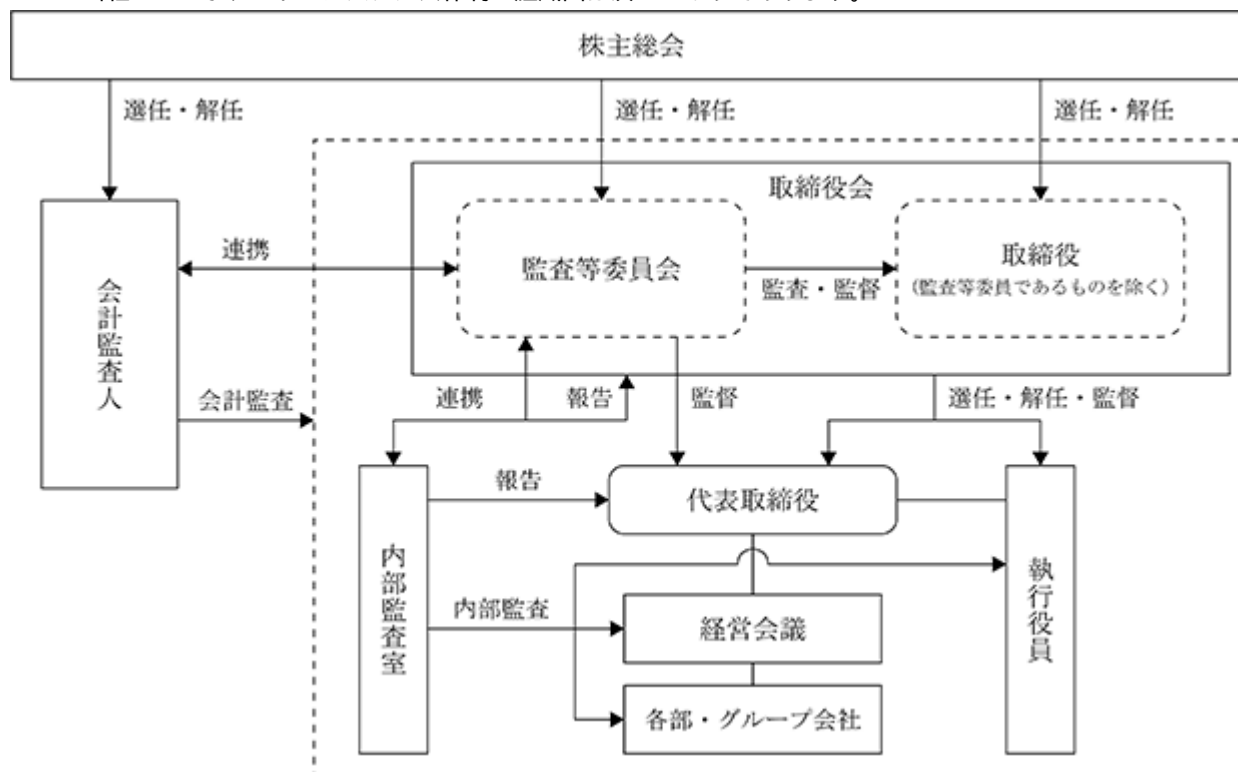 株主総会
選任・解任
選任・解任
選任・解任
取締役会
監査等委員会
取締役
(監査等委員であるものを除く)
連携
監査・監督
会計監査人
会計監査
連携
報告
監督
選任・解任・監督
報告
代表取締役
内部監査室
執行役員
内部監査
経営会議
各部・グループ会社